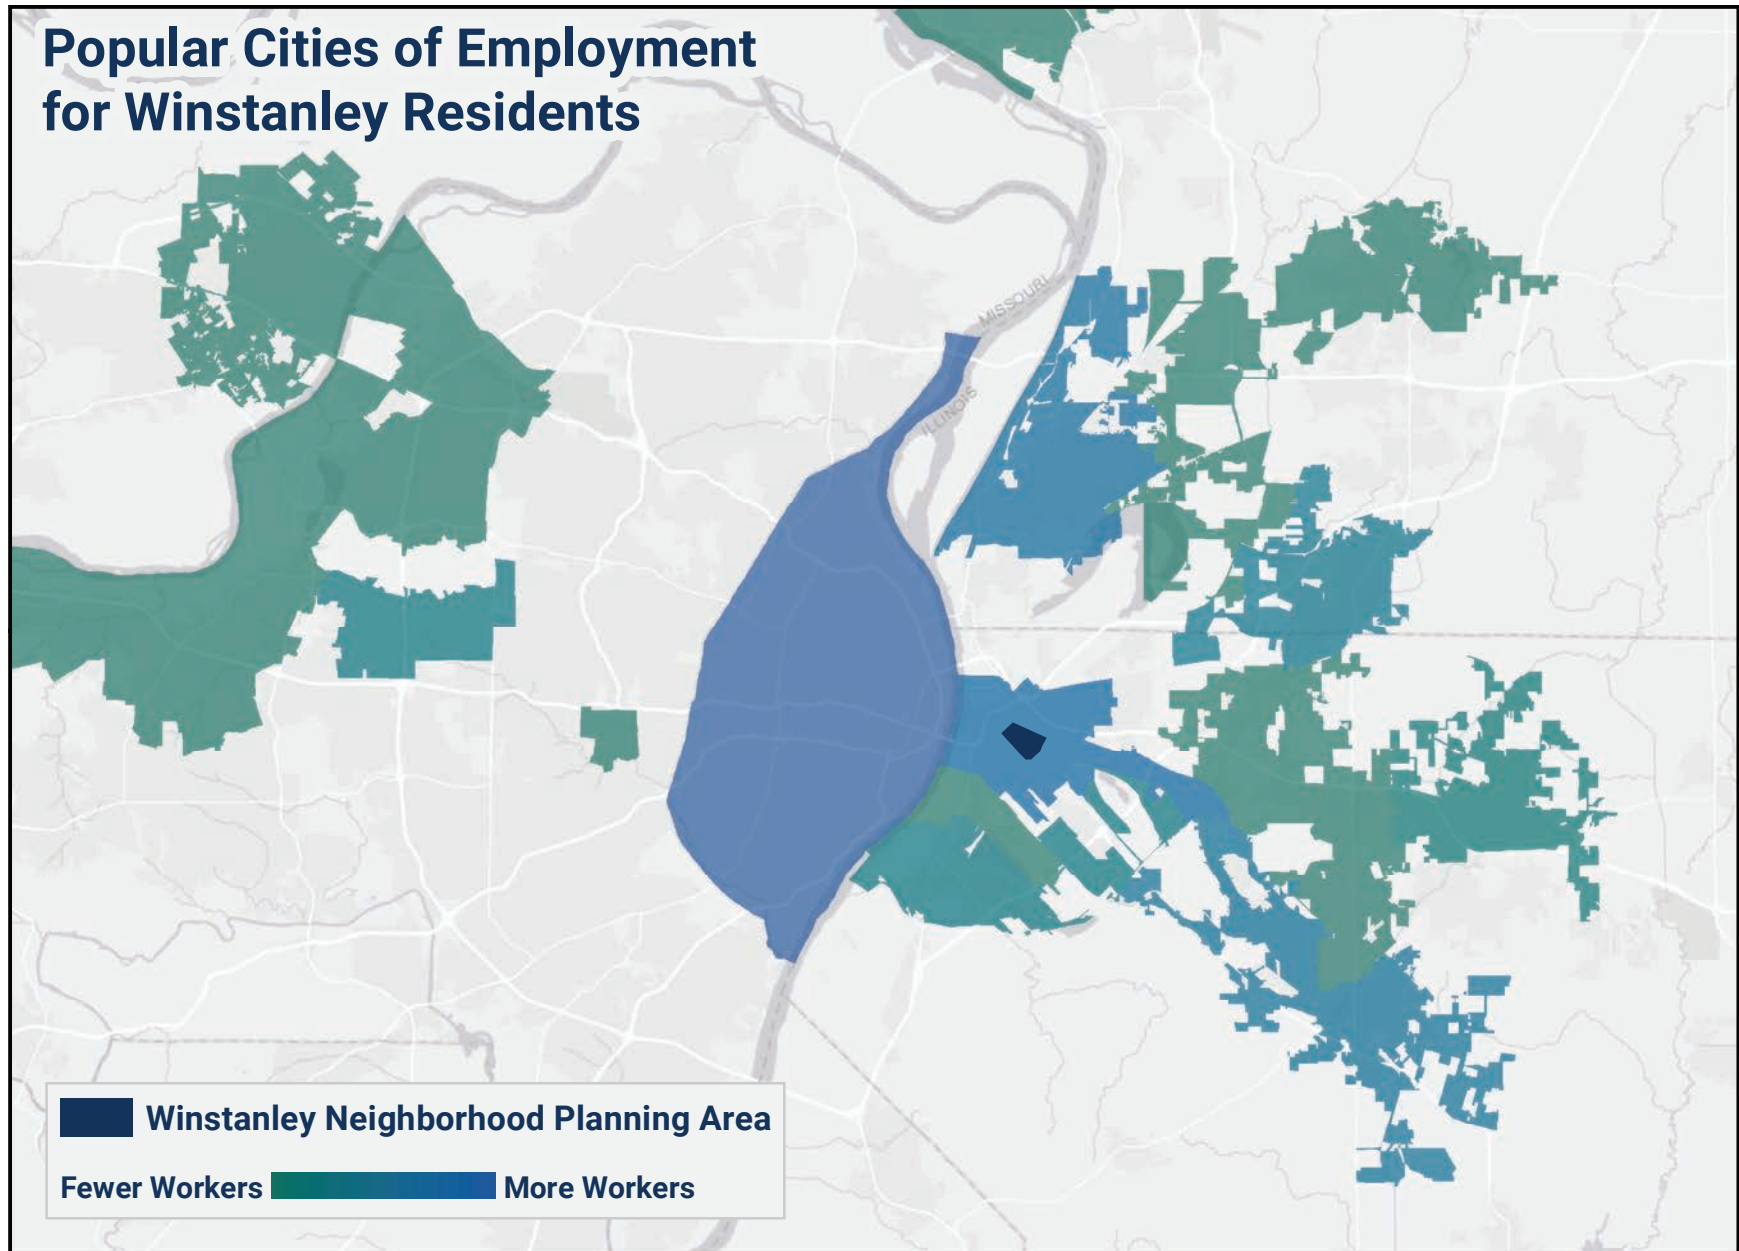 Popular Cities of Employment
for Winstanley Residents
MISSOURI
ILLINOIS
Winstanley Neighborhood Planning Area
Fewer Workers
More Workers